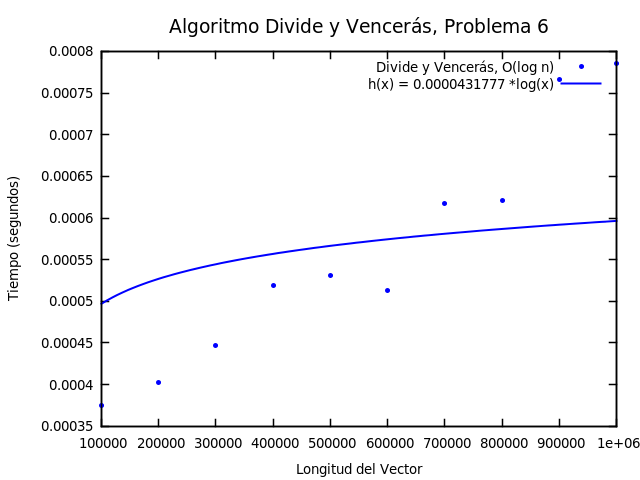 Algoritmo Divide y Vencerás, Problema 6
Divide y Vencerás, O(log n)
h(x) = 0.0000431777 *log(x)
0.0008
0.00075
0.0007
0.00065
0.0006
0.00055
0.0005
0.00045
0.0004
0.00035
Tiempo (segundos)
100000 200000 300000 400000 500000 600000 700000 800000 900000 1e+06
Longitud del Vector